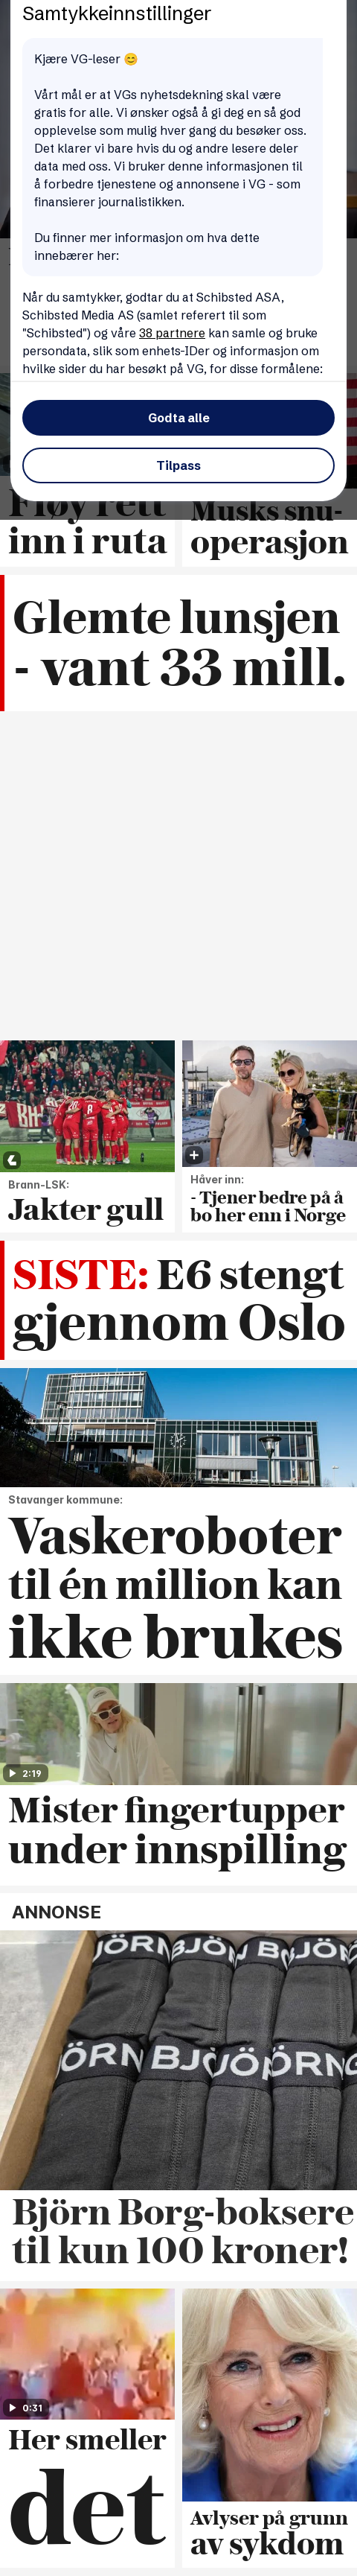 Samtykkeinnstillinger
Kjære VG-leser 😊
Vårt mål er at VGs nyhetsdekning skal være
gratis for alle. Vi ønsker også å gi deg en så god
opplevelse som mulig hver gang du besøker oss.
Det klarer vi bare hvis du og andre lesere deler
data med oss. Vi bruker denne informasjonen til
å forbedre tjenestene og annonsene i VG - som
finansierer journalistikken.
Du finner mer informasjon om hva dette
innebærer her:
Når du samtykker, godtar du at Schibsted ASA,
Schibsted Media AS (samlet referert til som
"Schibsted") og våre 38 partnere kan samle og bruke
persondata, slik som enhets-IDer og informasjon om
hvilke sider du har besøkt på VG, for disse formålene:
Godta alle
Tilpass
Fløy rett
inn i ruta
Musks snu-
operasjon
Glemte lunsjen
- vant 33 mill.
Brann-LSK:
Jakter gull
Håver inn:
- Tjener bedre på å
bo her enn i Norge
SISTE: E6 stengt
gjennom Oslo
Stavanger kommune:
Vaskeroboter
til én million kan
ikke brukes
2:19
Mister fingertupper
under innspilling
ANNONSE
Björn Borg-boksere
til kun 100 kroner!
0:31
Her smeller
det
Avlyser på grunn
av sykdom